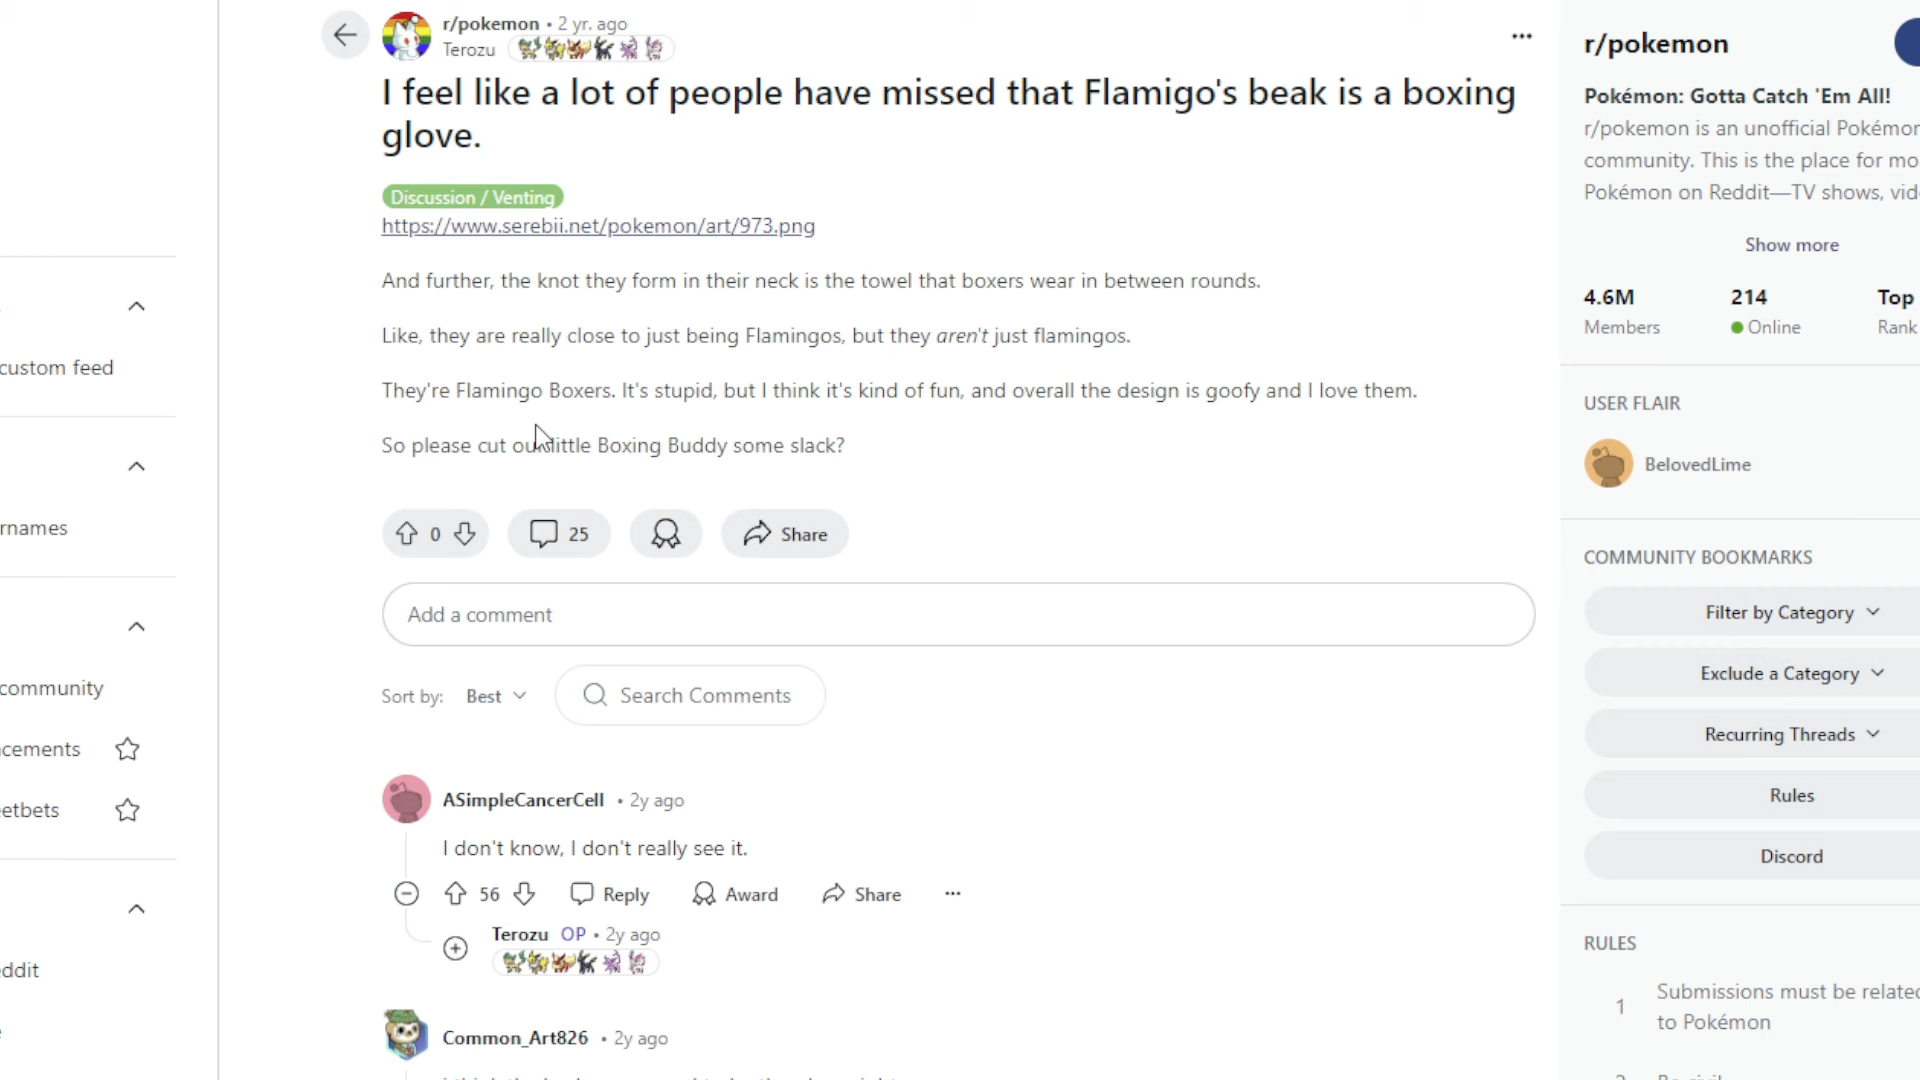 r/pokemon • 2 yr. ago
Terozu
I feel like a lot of people have missed that Flamigo's beak is a boxing
glove.
Discussion / Venting
https://www.serebii.net/pokemon/art/973.png
And further, the knot they form in their neck is the towel that boxers wear in between rounds.
Like, they are really close to just being Flamingos, but they aren't just flamingos.
They're Flamingo Boxers. It's stupid, but I think it's kind of fun, and overall the design is goofy and I love them.
So please cut our little Boxing Buddy some slack?
0
25
Share
Add a comment
Sort by: Best
Search Comments
ASimpleCancerCell • 2y ago
I don't know, I don't really see it.
56
Reply
Award
Share
Terozu OP • 2y ago
Common_Art826 • 2y ago
custom feed
rnames
community
cements
etbets
ddit
r/pokemon
Pokémon: Gotta Catch 'Em All!
r/pokemon is an unofficial Pokémon
community. This is the place for mo
Pokémon on Reddit—TV shows, vid
Show more
4.6M
Members
214
Online
Top
Rank
USER FLAIR
BelovedLime
COMMUNITY BOOKMARKS
Filter by Category
Exclude a Category
Recurring Threads
Rules
Discord
RULES
1
Submissions must be related
to Pokémon